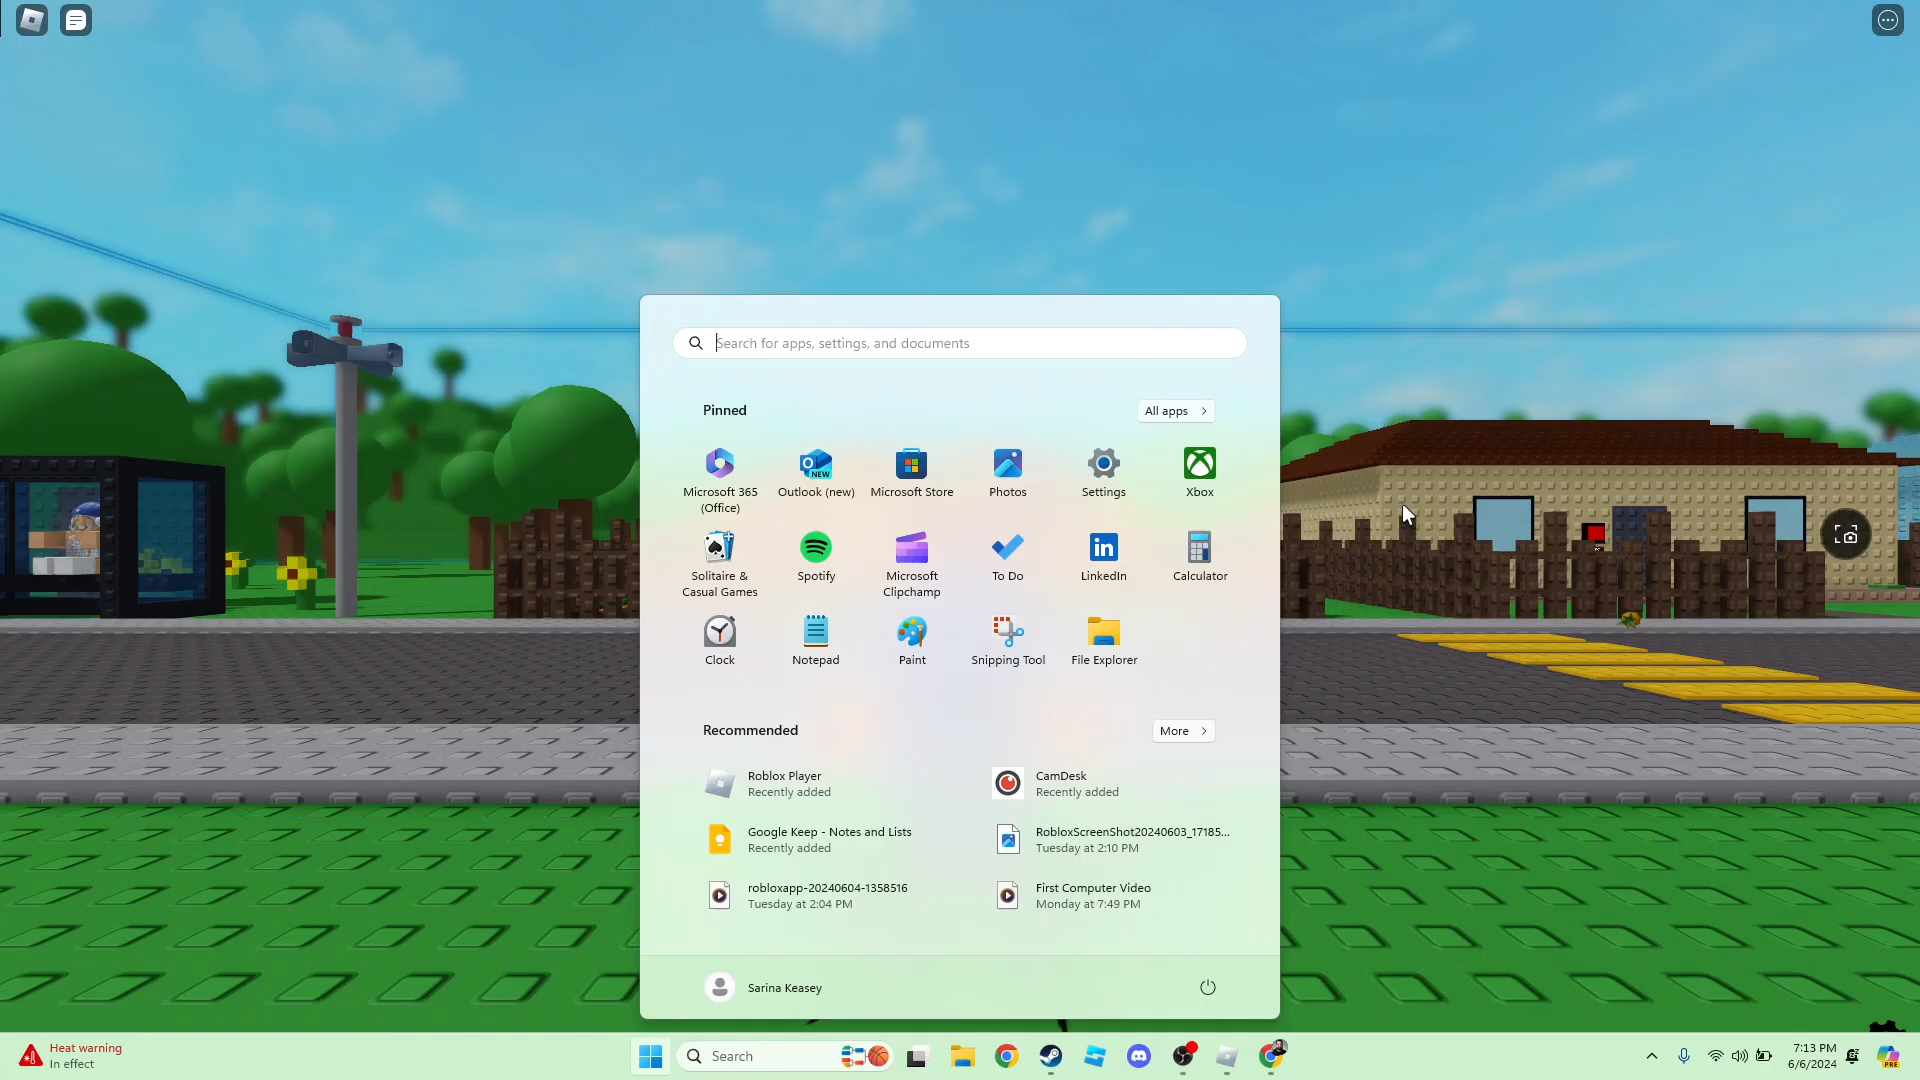 Search for apps, settings, and documents
Pinned
All apps
Microsoft 365
(Office)
Outlook (new)
NEW
Microsoft Store
Photos
Settings
Xbox
Solitaire &
Casual Games
Spotify
Microsoft
Clipchamp
To Do
in
LinkedIn
Calculator
Clock
Notepad
Paint
Snipping Tool
File Explorer
Recommended
More
Roblox Player
Recently added
CamDesk
Recently added
Google Keep - Notes and Lists
Recently added
RobloxScreenShot20240603_17185...
Tuesday at 2:10 PM
robloxapp-20240604-1358516
Tuesday at 2:04 PM
First Computer Video
Monday at 7:49 PM
Sarina Keasey
Heat warning
In effect
Search
7:13 PM
6/6/2024
PRE